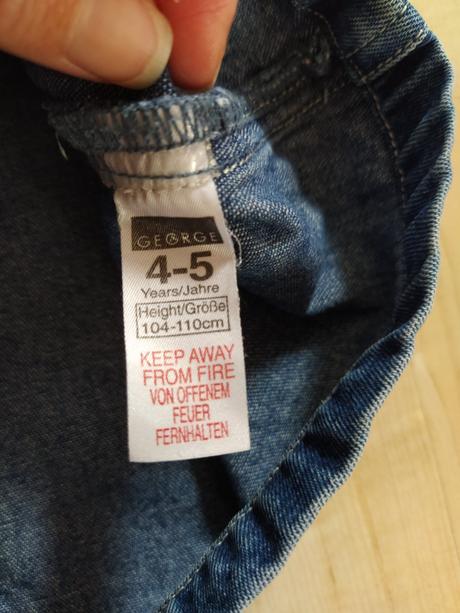 GEORGE
4-5
Years/Jahre
Height/Größe
104-110cm
KEEP AWAY
FROM FIRE
VON OFFENEM
FEUER
FERNHALTEN